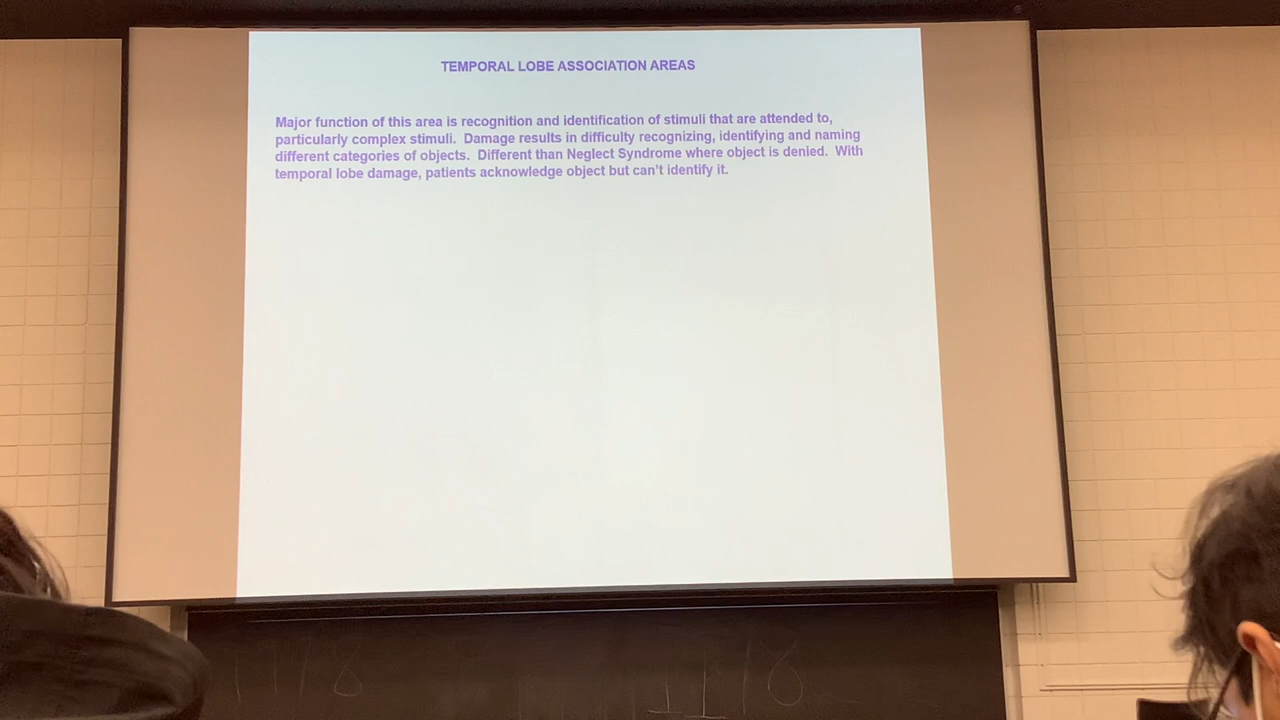 TEMPORAL LOBE ASSOCIATION AREAS
Major function of this area is recognition and identification of stimuli that are attended to,
particularly complex stimuli.  Damage results in difficulty recognizing, identifying and naming
different categories of objects.  Different than Neglect Syndrome where object is denied.  With
temporal lobe damage, patients acknowledge object but can't identify it.